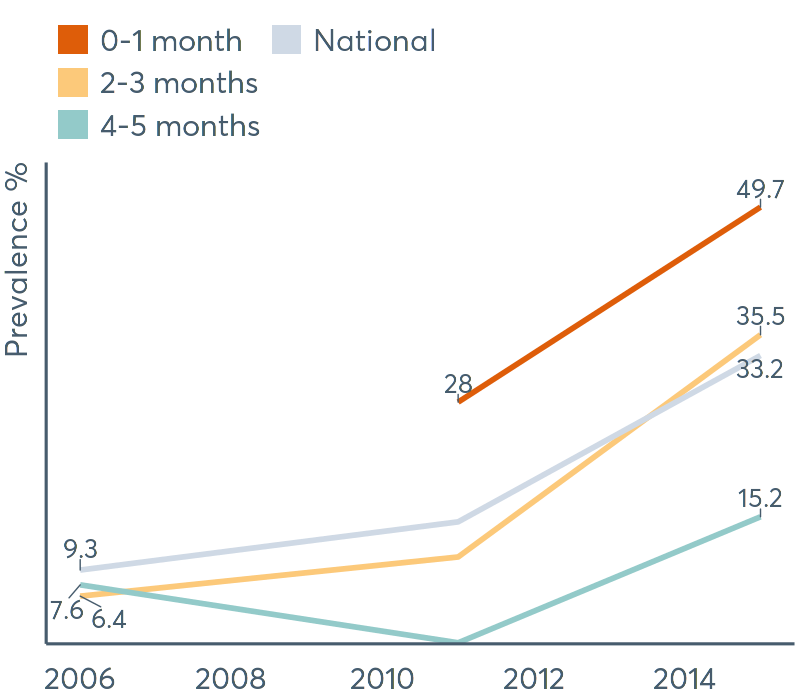 0-1 month National
2-3 months
4-5 months
Prevalence %
49.7
35.5
28
33.2
15.2
9.3
7.6 6.4
2006 2008 2010 2012 2014